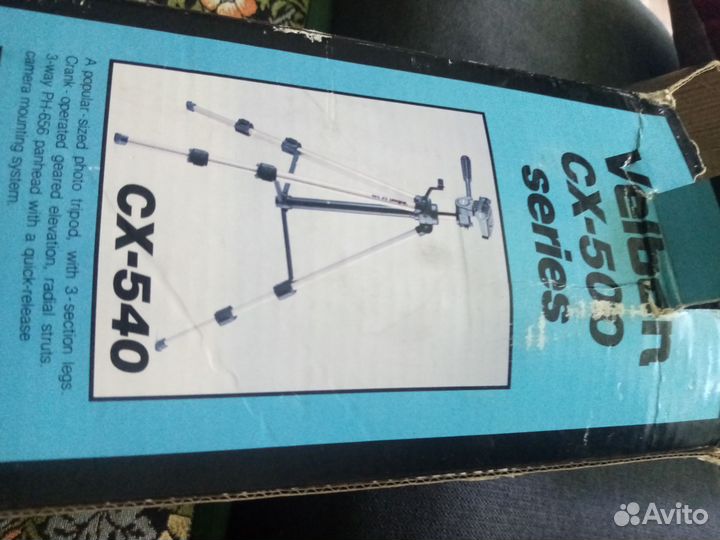 Velbon
CX-500
series
CX-540
A popular sized photo tripod, with 3-section legs.
Crank-operated geared elevation, radial struts.
3-way PH-656 panhead with a quick-release
camera mounting system.
Avito